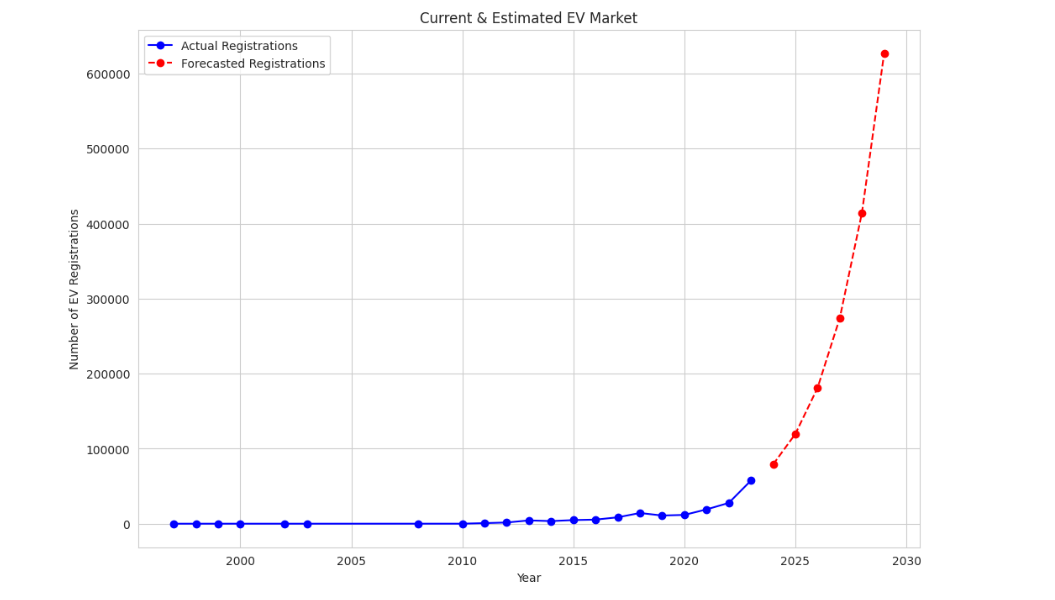 Current & Estimated EV Market
Actual Registrations
Forecasted Registrations
Number of EV Registrations
600000
500000
400000
300000
200000
100000
0
2000
2005
2010
2015
2020
2025
2030
Year